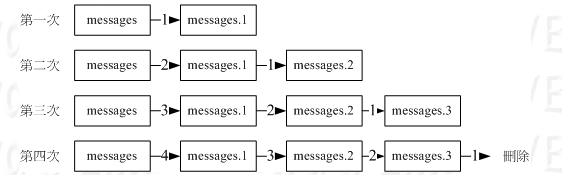 第一次 messages 1 messages.1
第二次 messages 2 messages.1 1 messages.2
第三次 messages 3 messages.1 2 messages.2 1 messages.3
第四次 messages 4 messages.1 3 messages.2 2 messages.3 1 刪除